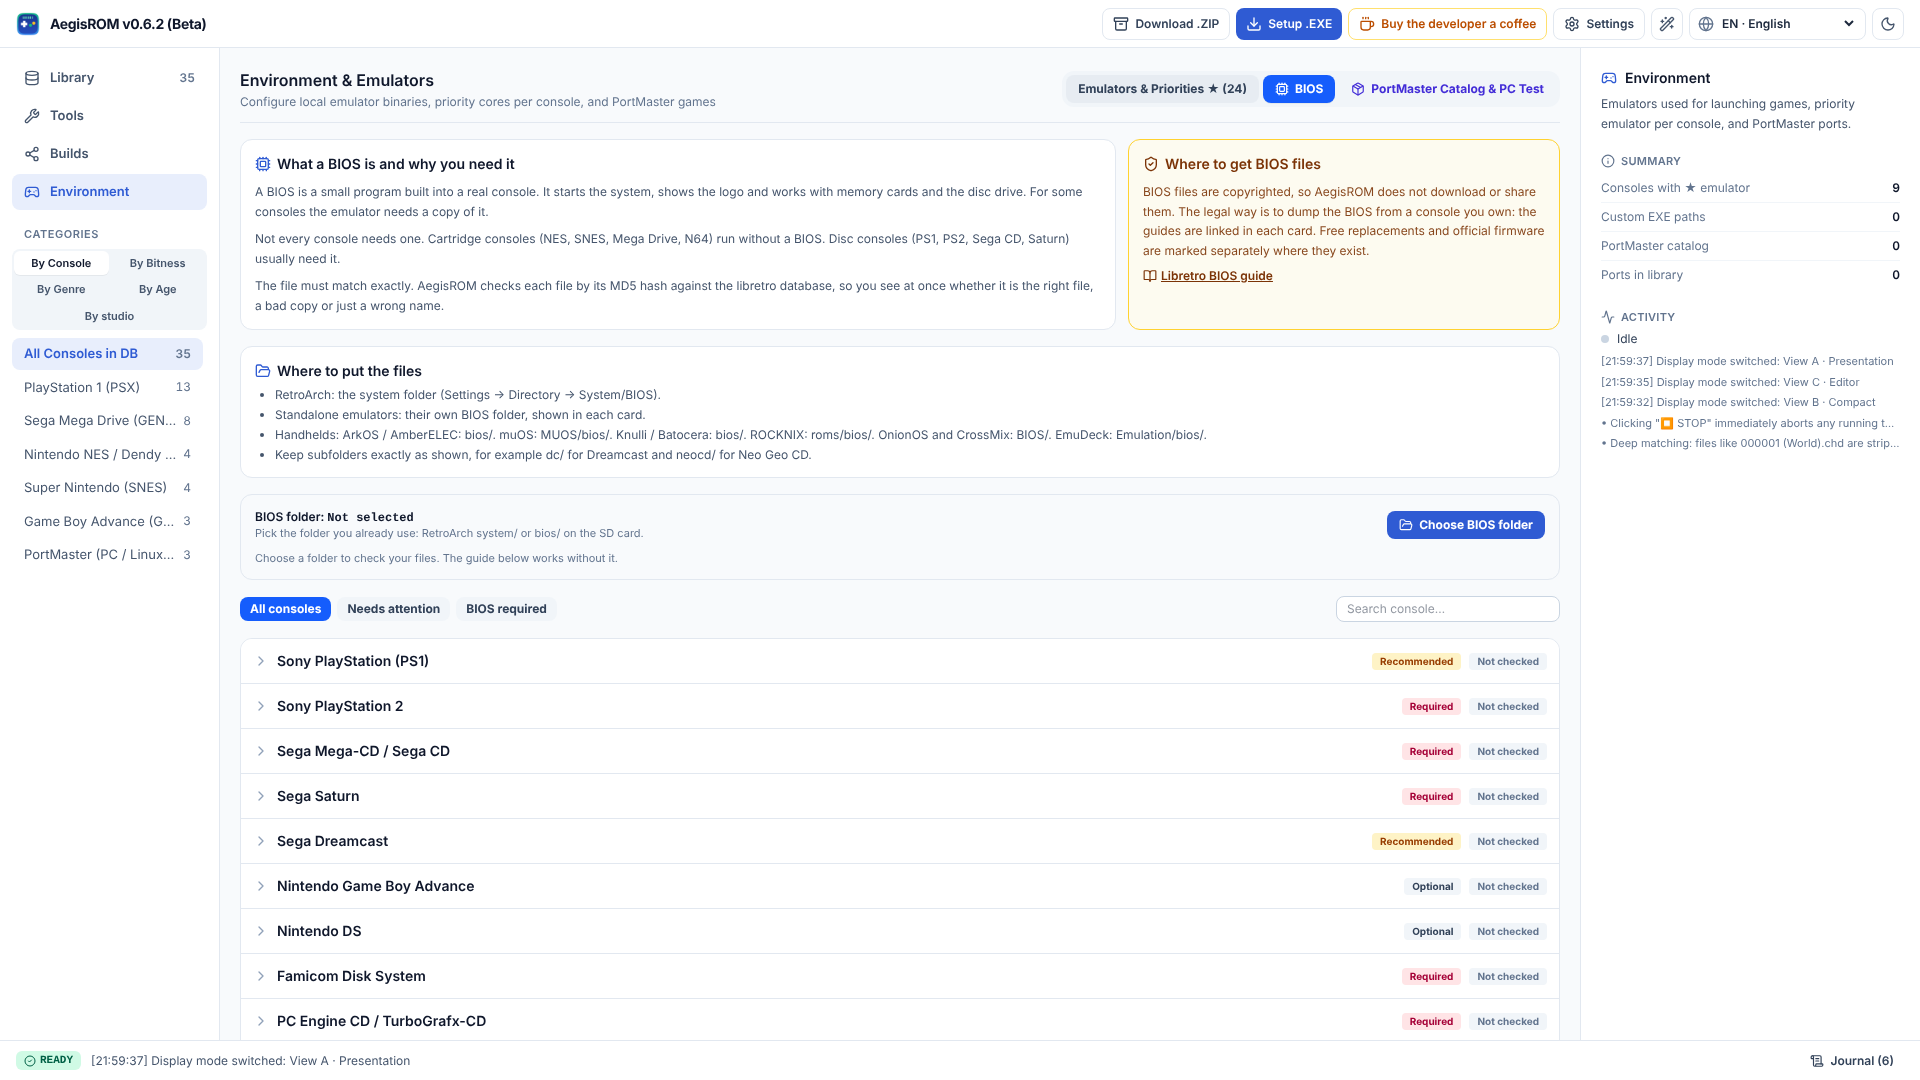 AegisROM v0.6.2 (Beta)
Download .ZIP
Setup .EXE
Buy the developer a coffee
Settings
EN · English
Library 35
Tools
Builds
Environment
CATEGORIES
By Console
By Bitness
By Genre
By Age
By studio
All Consoles in DB 35
PlayStation 1 (PSX) 13
Sega Mega Drive (GEN... 8
Nintendo NES / Dendy ... 4
Super Nintendo (SNES) 4
Game Boy Advance (G... 3
PortMaster (PC / Linux... 3
Environment & Emulators
Configure local emulator binaries, priority cores per console, and PortMaster games
Emulators & Priorities ★ (24)
BIOS
PortMaster Catalog & PC Test
What a BIOS is and why you need it
A BIOS is a small program built into a real console. It starts the system, shows the logo and works with memory cards and the disc drive. For some
consoles the emulator needs a copy of it.
Not every console needs one. Cartridge consoles (NES, SNES, Mega Drive, N64) run without a BIOS. Disc consoles (PS1, PS2, Sega CD, Saturn)
usually need it.
The file must match exactly. AegisROM checks each file by its MD5 hash against the libretro database, so you see at once whether it is the right file,
a bad copy or just a wrong name.
Where to get BIOS files
BIOS files are copyrighted, so AegisROM does not download or share
them. The legal way is to dump the BIOS from a console you own: the
guides are linked in each card. Free replacements and official firmware
are marked separately where they exist.
Libretro BIOS guide
Where to put the files
• RetroArch: the system folder (Settings → Directory → System/BIOS).
• Standalone emulators: their own BIOS folder, shown in each card.
• Handhelds: ArkOS / AmberELEC: bios/. muOS: MUOS/bios/. Knulli / Batocera: bios/. ROCKNIX: roms/bios/. OnionOS and CrossMix: BIOS/. EmuDeck: Emulation/bios/.
• Keep subfolders exactly as shown, for example dc/ for Dreamcast and neocd/ for Neo Geo CD.
BIOS folder: Not selected
Pick the folder you already use: RetroArch system/ or bios/ on the SD card.
Choose a folder to check your files. The guide below works without it.
Choose BIOS folder
All consoles
Needs attention
BIOS required
Search console...
Sony PlayStation (PS1) Recommended Not checked
Sony PlayStation 2 Required Not checked
Sega Mega-CD / Sega CD Required Not checked
Sega Saturn Required Not checked
Sega Dreamcast Recommended Not checked
Nintendo Game Boy Advance Optional Not checked
Nintendo DS Optional Not checked
Famicom Disk System Required Not checked
PC Engine CD / TurboGrafx-CD Required Not checked
Environment
Emulators used for launching games, priority
emulator per console, and PortMaster ports.
SUMMARY
Consoles with ★ emulator 9
Custom EXE paths 0
PortMaster catalog 0
Ports in library 0
ACTIVITY
Idle
[21:59:37] Display mode switched: View A · Presentation
[21:59:35] Display mode switched: View C · Editor
[21:59:32] Display mode switched: View B · Compact
• Clicking "⏹ STOP" immediately aborts any running t...
• Deep matching: files like 000001 (World).chd are strip...
READY
[21:59:37] Display mode switched: View A · Presentation
Journal (6)